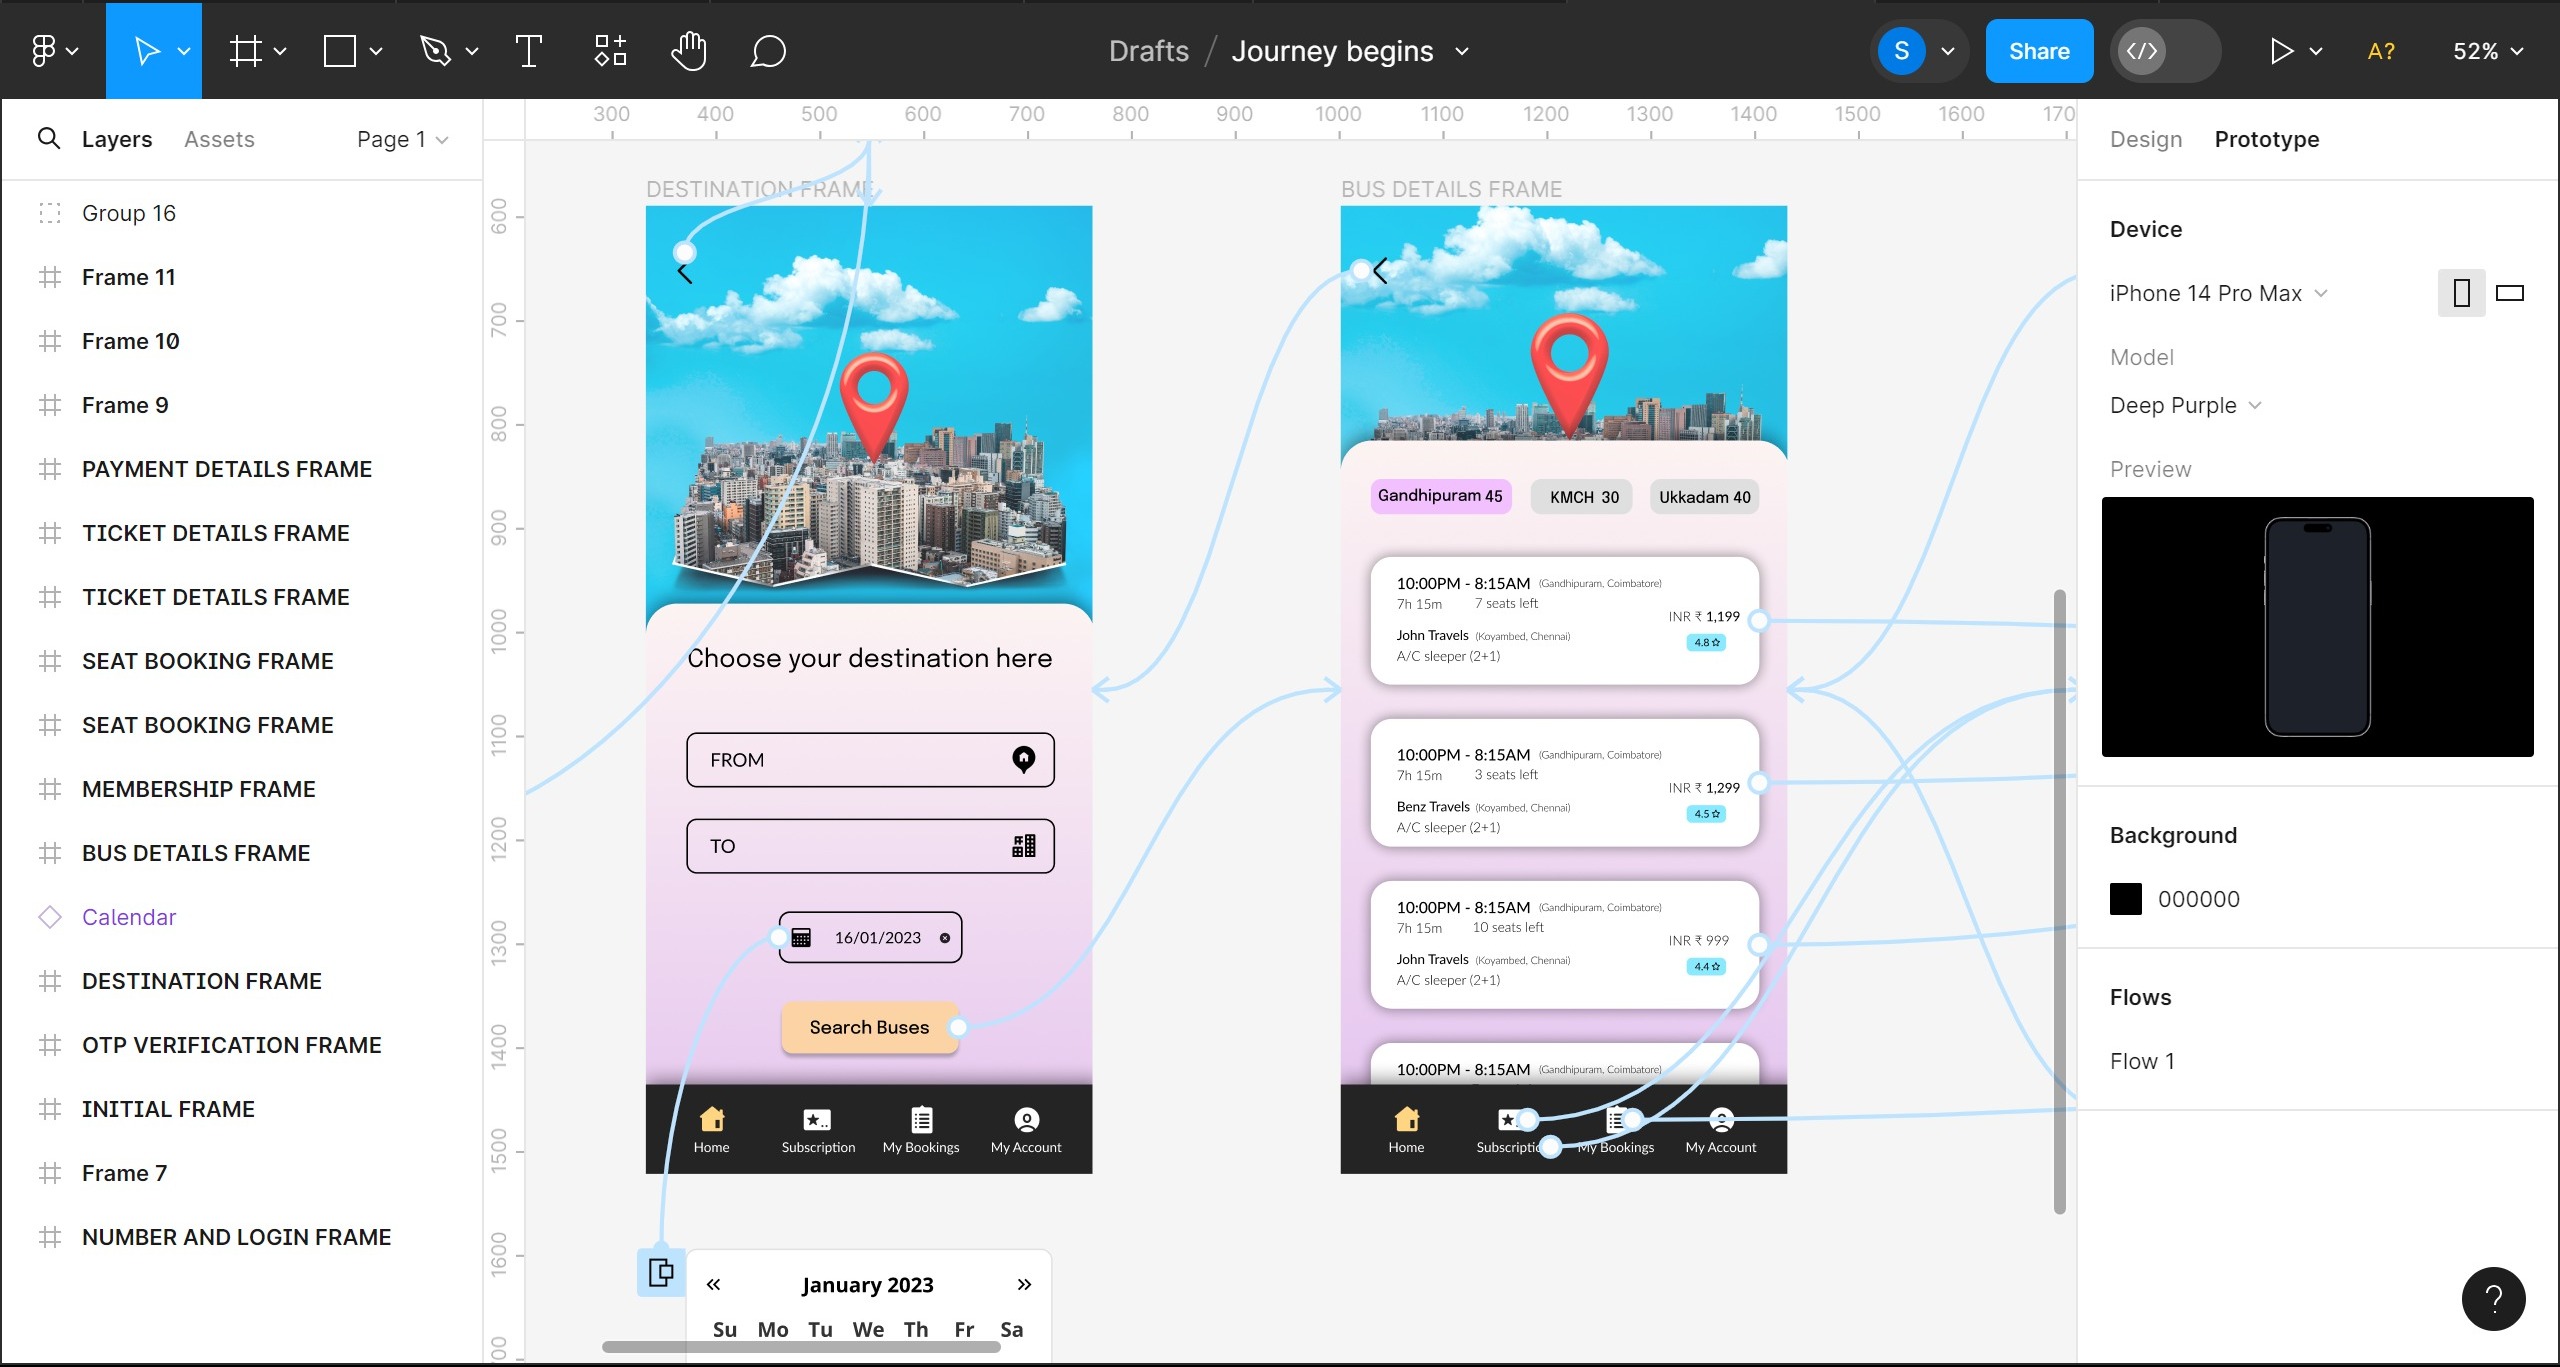 Drafts / Journey begins
S
Share
A?
52%
Layers
Assets
Page 1
Group 16
Frame 11
Frame 10
Frame 9
PAYMENT DETAILS FRAME
TICKET DETAILS FRAME
TICKET DETAILS FRAME
SEAT BOOKING FRAME
SEAT BOOKING FRAME
MEMBERSHIP FRAME
BUS DETAILS FRAME
Calendar
DESTINATION FRAME
OTP VERIFICATION FRAME
INITIAL FRAME
Frame 7
NUMBER AND LOGIN FRAME
300 400 500 600 700 800 900 1000 1100 1200 1300 1400 1500 1600 170
600
700
800
900
1000
1100
1200
1300
1400
1500
1600
00
DESTINATION FRAME
Choose your destination here
FROM
TO
16/01/2023
Search Buses
Home Subscription My Bookings My Account
January 2023
Su Mo Tu We Th Fr Sa
BUS DETAILS FRAME
Gandhipuram 45 KMCH 30 Ukkadam 40
10:00PM - 8:15AM (Gandhipuram, Coimbatore)
7h 15m 7 seats left
INR ₹ 1,199
John Travels (Koyambed, Chennai)
4.8
A/C sleeper (2+1)
10:00PM - 8:15AM (Gandhipuram, Coimbatore)
7h 15m 3 seats left
INR ₹ 1,299
Benz Travels (Koyambed, Chennai)
4.5
A/C sleeper (2+1)
10:00PM - 8:15AM (Gandhipuram, Coimbatore)
7h 15m 10 seats left
INR ₹ 999
John Travels (Koyambed, Chennai)
4.4
A/C sleeper (2+1)
10:00PM - 8:15AM (Gandhipuram, Coimbatore)
Home Subscriptio My Bookings My Account
Design
Prototype
Device
iPhone 14 Pro Max
Model
Deep Purple
Preview
Background
000000
Flows
Flow 1
?